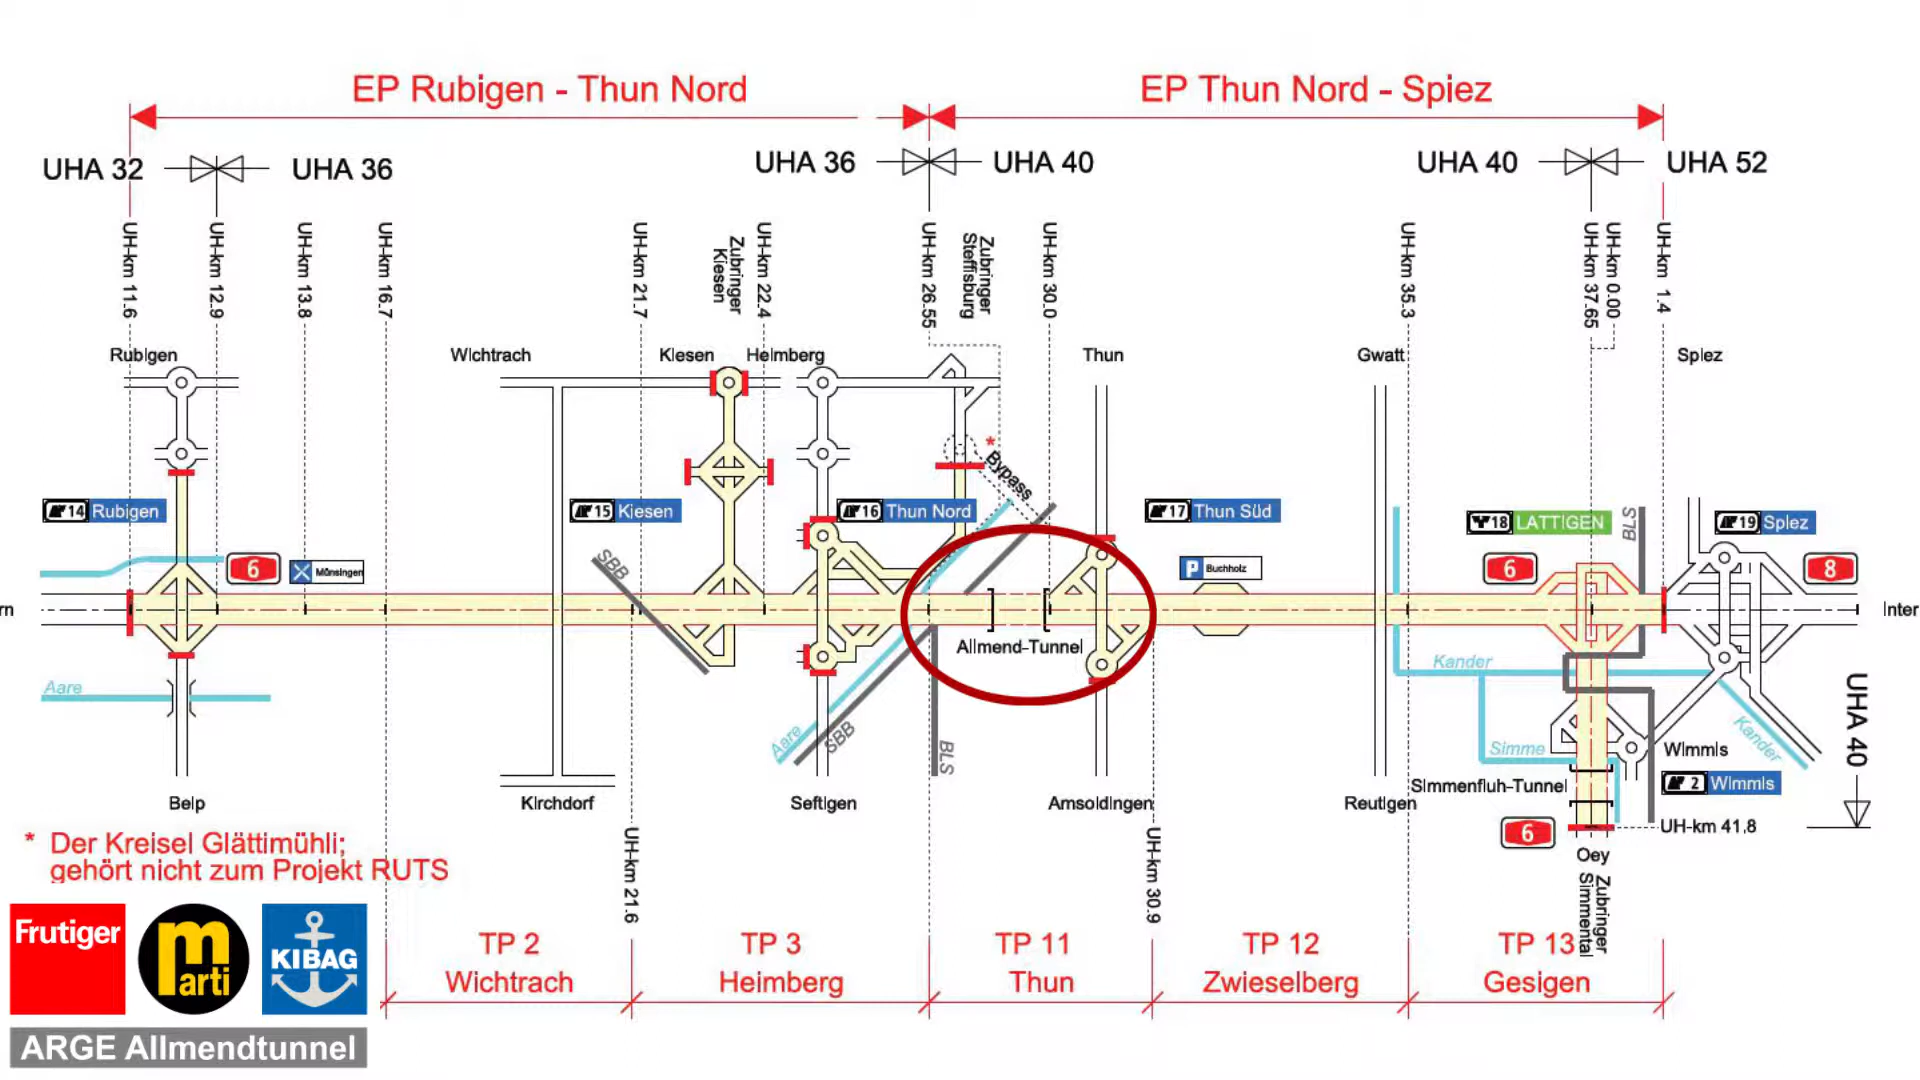 EP Rubigen - Thun Nord
EP Thun Nord - Spiez
UHA 32
UHA 36
UHA 36
UHA 40
UHA 40
UHA 52
UH-km 11.6
UH-km 12.9
UH-km 13.8
UH-km 16.7
UH-km 21.7
Zubringer
Kiesen
UH-km 22.4
UH-km 26.55
Zubringer
Steffisburg
UH-km 30.0
UH-km 35.3
UH-km 37.65
UH-km 0.00
UH-km 1.4
Rubigen
Wichtrach
Kiesen
Heimberg
Thun
Gwatt
Spiez
*
Bypass
14 Rubigen
15 Kiesen
16 Thun Nord
17 Thun Süd
18 LATTIGEN
BLS
19 Spiez
6
Münsingen
SBB
P Buchholz
6
8
rn
Inter
Allmend-Tunnel
Aare
Kander
Aare
SBB
BLS
Simme
Wimmis
Kander
UHA 40
Simmenfluh-Tunnel
2 Wimmis
Belp
Kirchdorf
Seftigen
Amsoldingen
Reutigen
6
UH-km 41.8
Oey
Zubringer
Simmental
* Der Kreisel Glättimühli;
gehört nicht zum Projekt RUTS
UH-km 21.6
UH-km 30.9
TP 2
Wichtrach
TP 3
Heimberg
TP 11
Thun
TP 12
Zwieselberg
TP 13
Gesigen
Frutiger
marti
KIBAG
ARGE Allmendtunnel